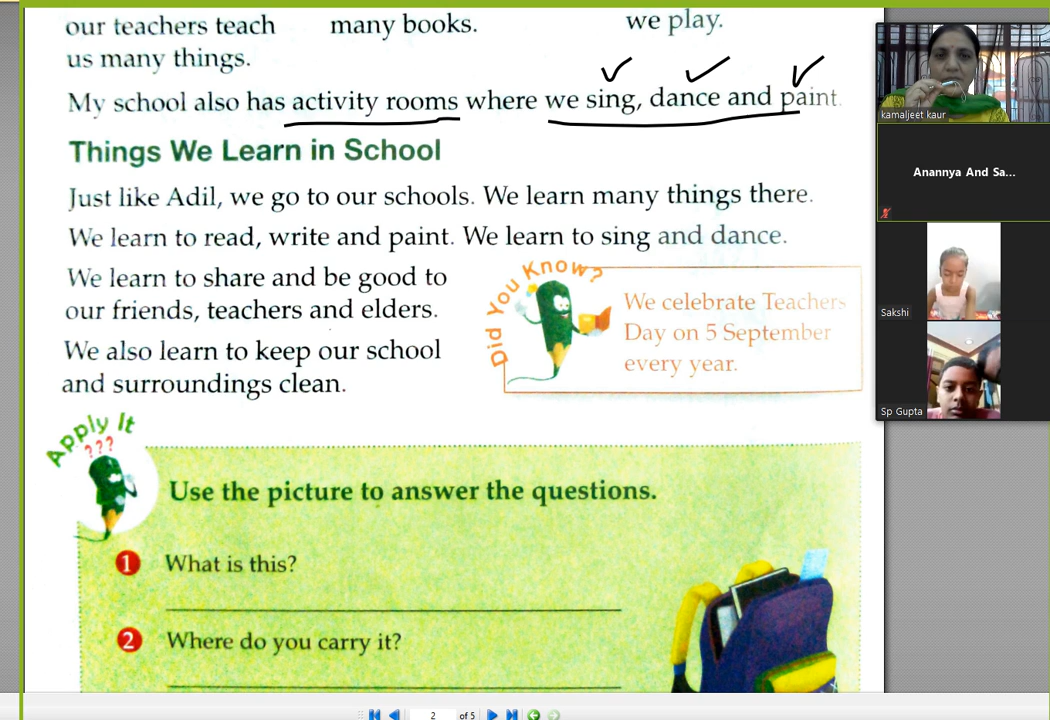 our teachers teach many books. we play.
us many things.
My school also has activity rooms where we sing, dance and paint.
Things We Learn in School
Just like Adil, we go to our schools. We learn many things there.
We learn to read, write and paint. We learn to sing and dance.
We learn to share and be good to
our friends, teachers and elders.
We also learn to keep our school
and surroundings clean.
Did You Know?
We celebrate Teachers
Day on 5 September
every year.
Apply It
???
Use the picture to answer the questions.
1 What is this?
2 Where do you carry it?
2 of 5
kamaljeet kaur
Anannya And Sa...
Sakshi
Sp Gupta